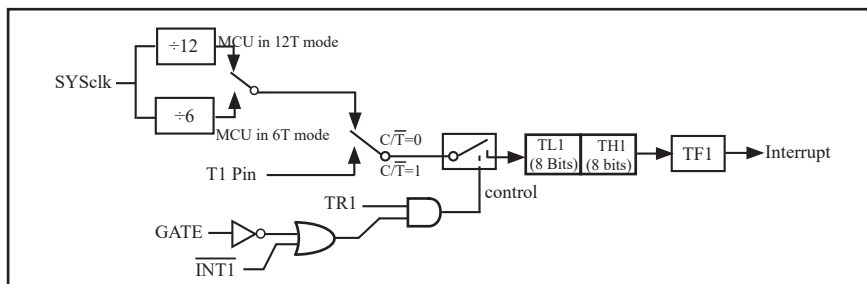 ÷12
MCU in 12T mode
SYSclk
÷6
MCU in 6T mode
C/T̅=0
C/T̅=1
T1 Pin
TL1
(8 Bits)
TH1
(8 bits)
TF1
Interrupt
control
TR1
GATE
I̅N̅T̅1̅